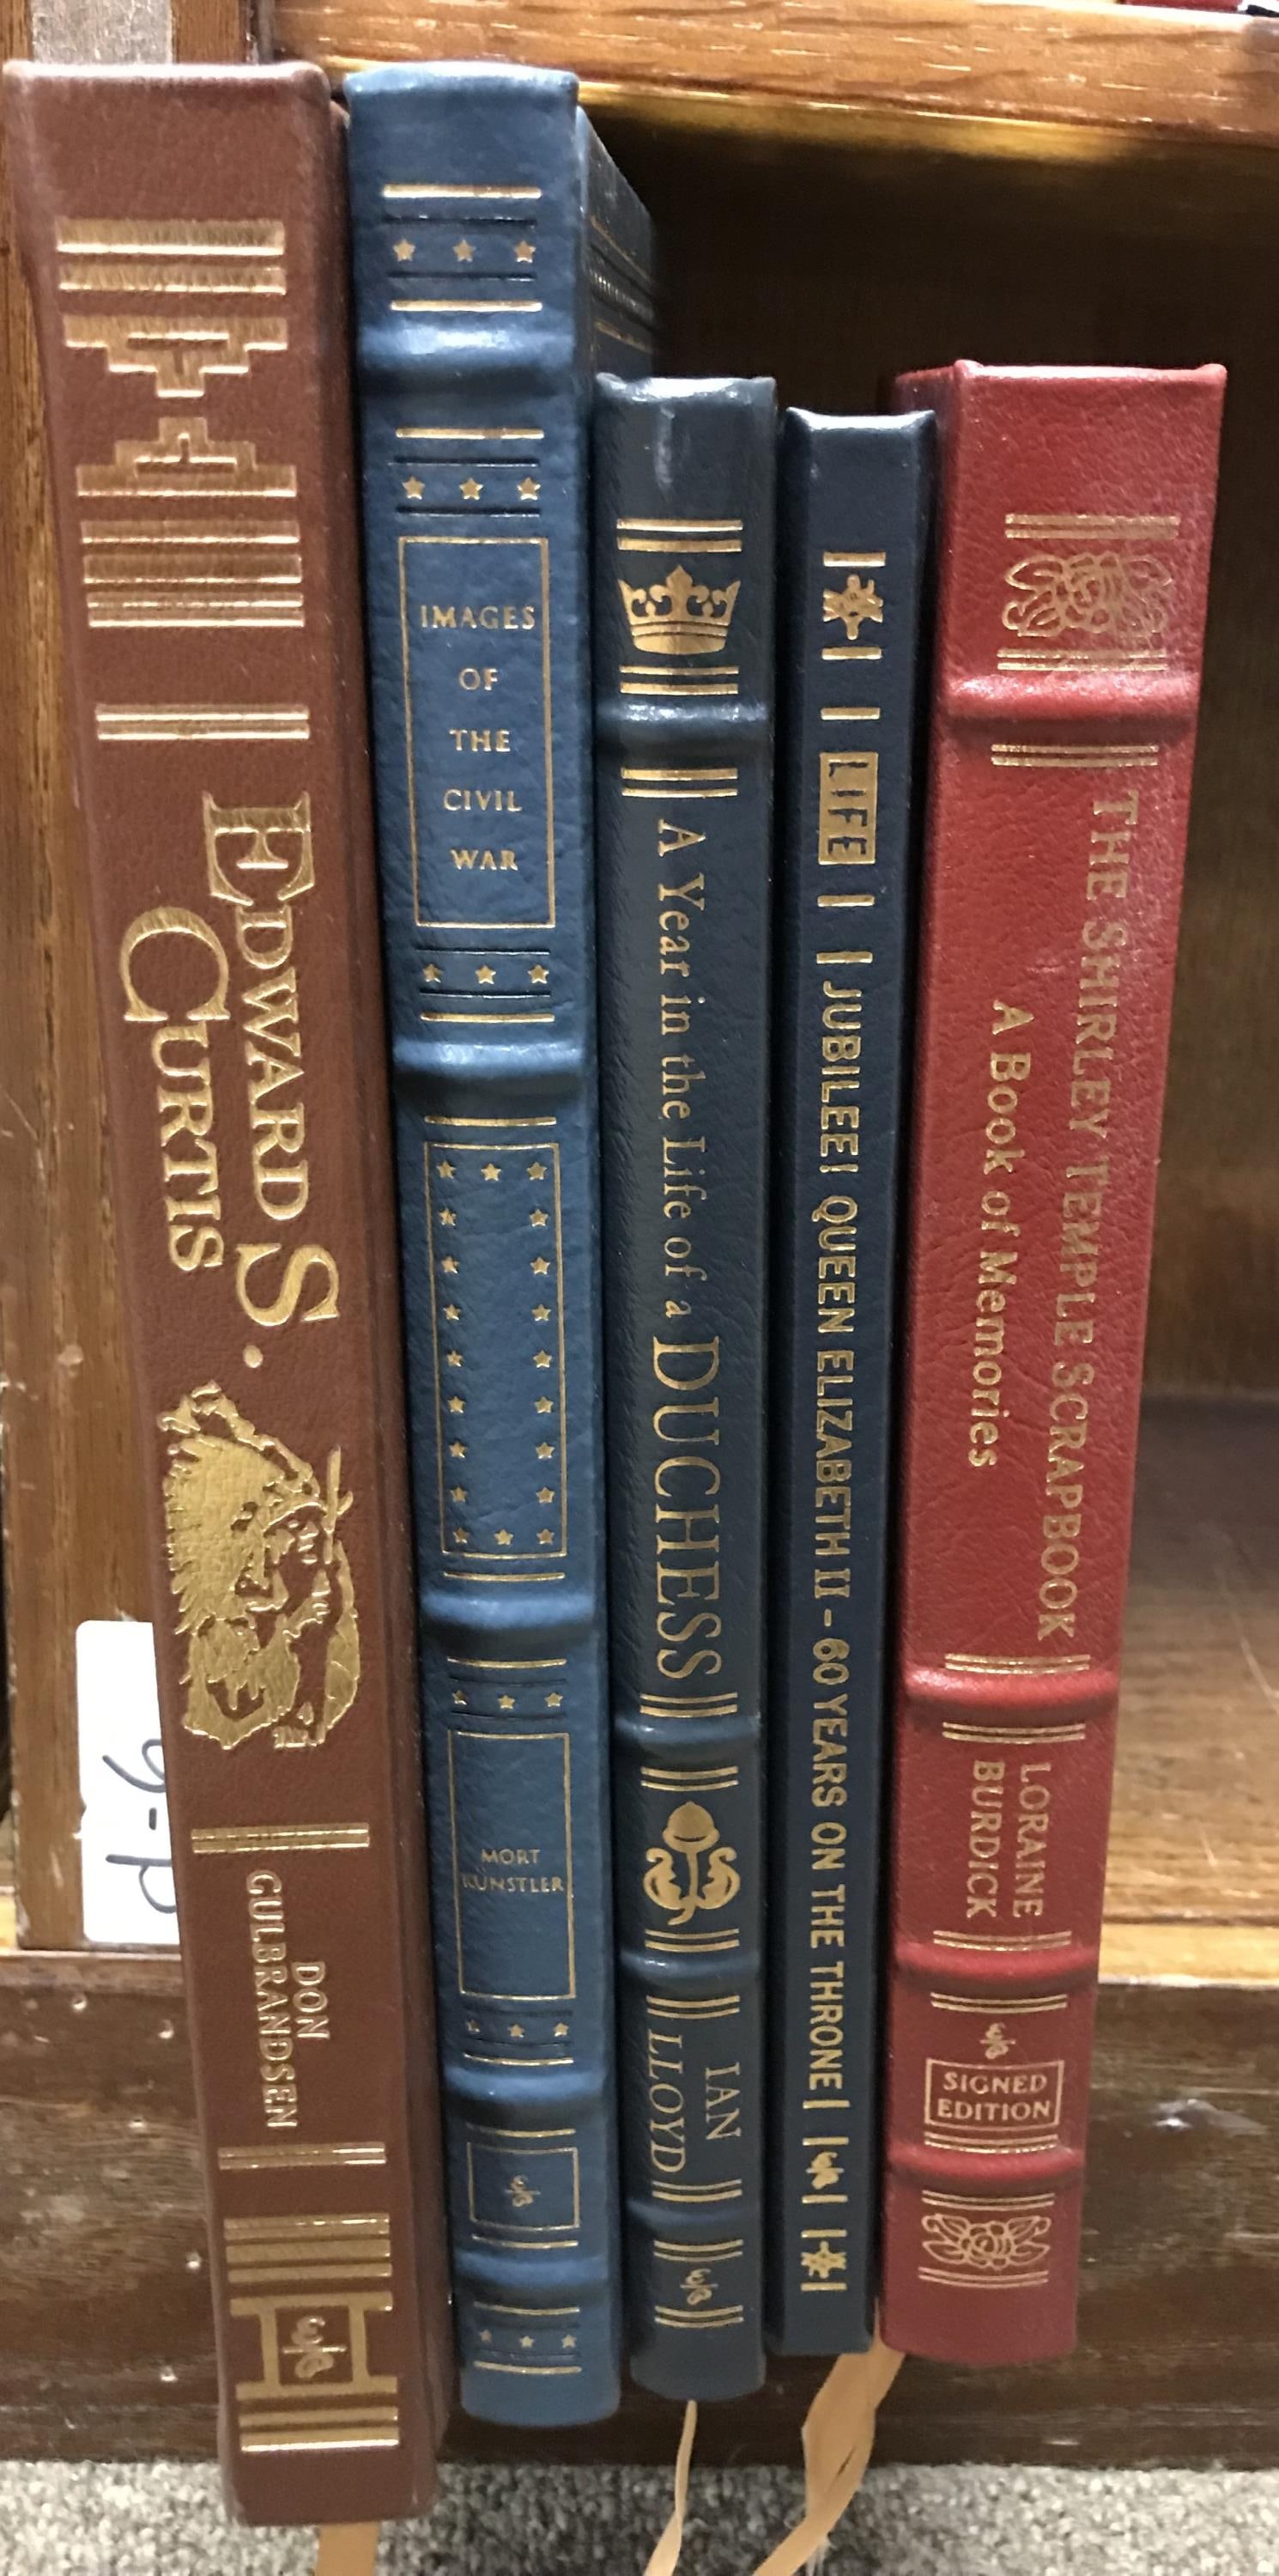 EDWARD S.
CURTIS
DON
GULBRANDSEN
IMAGES
OF
THE
CIVIL
WAR
MORT
KÜNSTLER
A Year in the Life of a DUCHESS
IAN
LLOYD
LIFE
JUBILEE! QUEEN ELIZABETH II - 60 YEARS ON THE THRONE
THE SHIRLEY TEMPLE SCRAPBOOK
A Book of Memories
LORAINE
BURDICK
SIGNED
EDITION
d-6